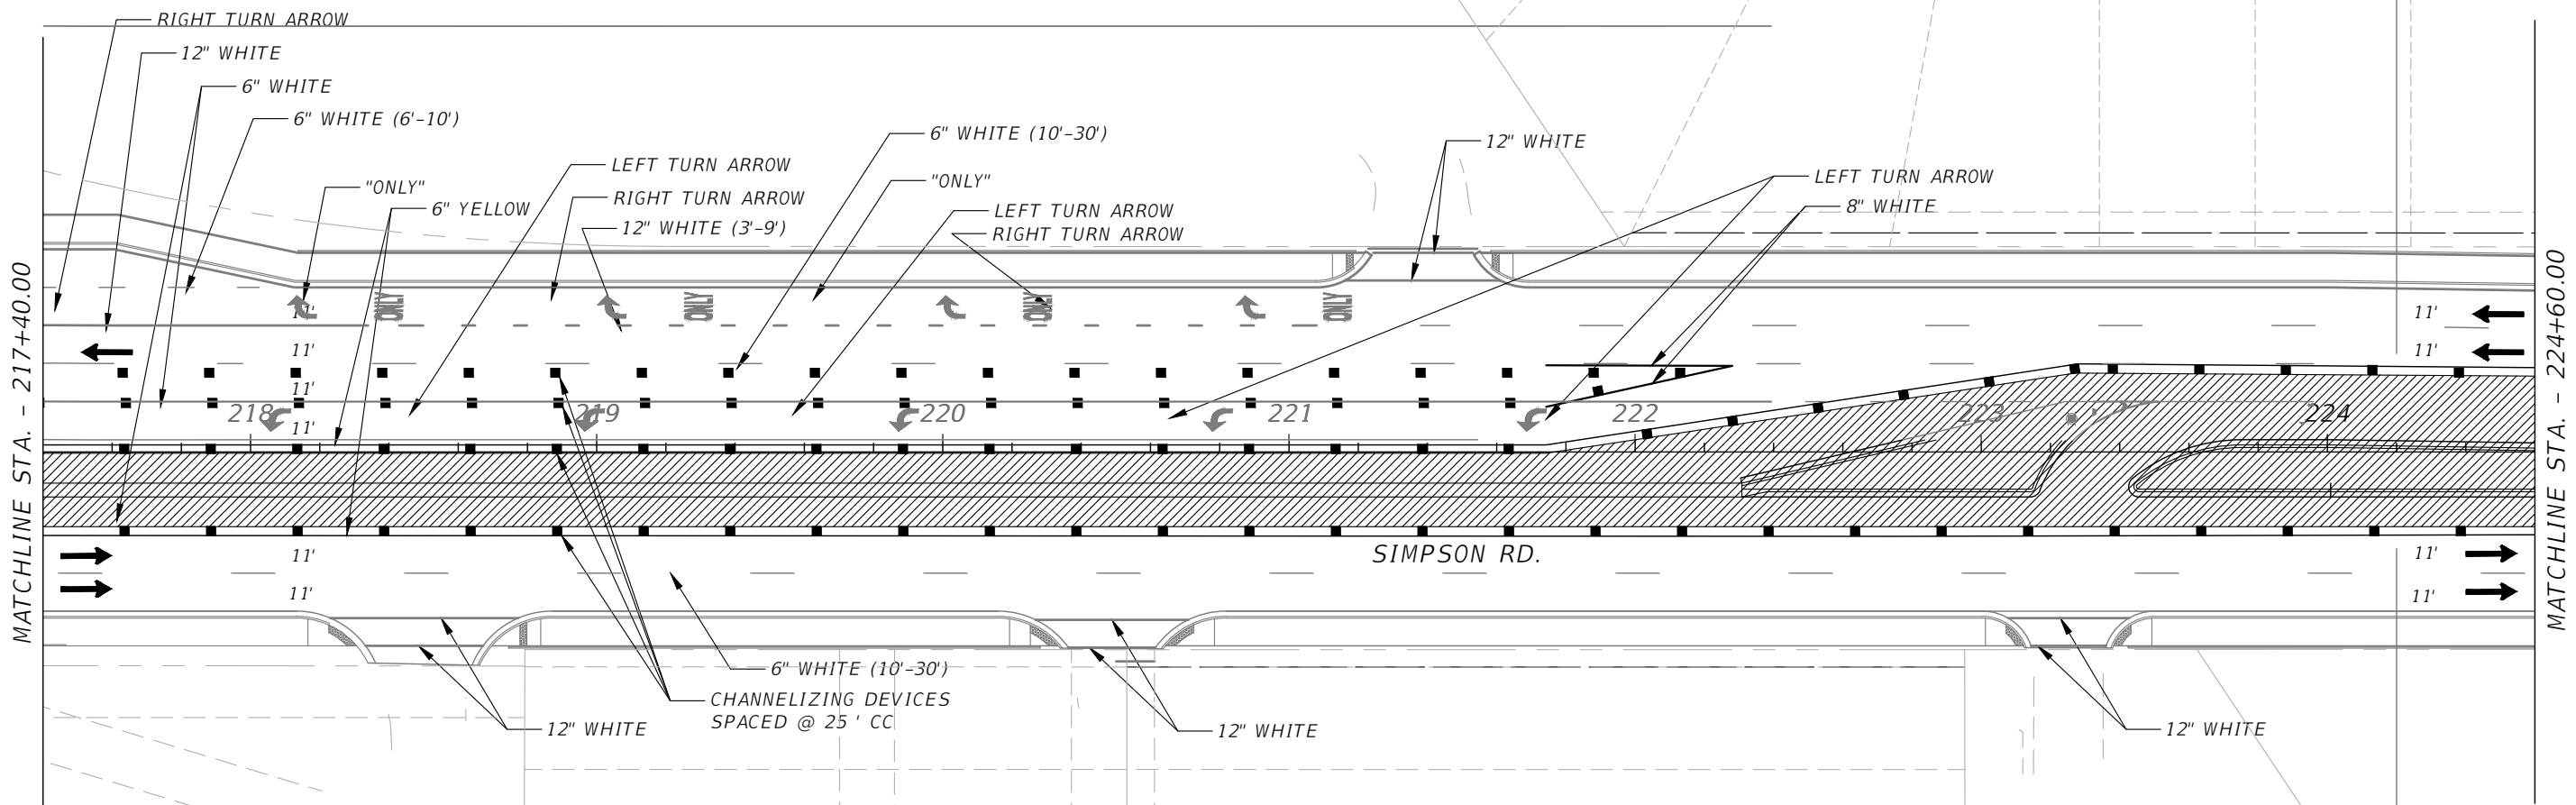 RIGHT TURN ARROW
12" WHITE
6" WHITE
6" WHITE (6'-10')
"ONLY"
6" YELLOW
LEFT TURN ARROW
RIGHT TURN ARROW
12" WHITE (3'-9')
6" WHITE (10'-30')
"ONLY"
LEFT TURN ARROW
RIGHT TURN ARROW
12" WHITE
LEFT TURN ARROW
8" WHITE
MATCHLINE STA. - 217+40.00
MATCHLINE STA. - 224+60.00
ONLY
ONLY
ONLY
ONLY
11'
11'
11'
11'
11'
11'
218
219
220
221
222
223
224
SIMPSON RD.
11'
11'
11'
11'
6" WHITE (10'-30')
CHANNELIZING DEVICES
SPACED @ 25 ' CC
12" WHITE
12" WHITE
12" WHITE